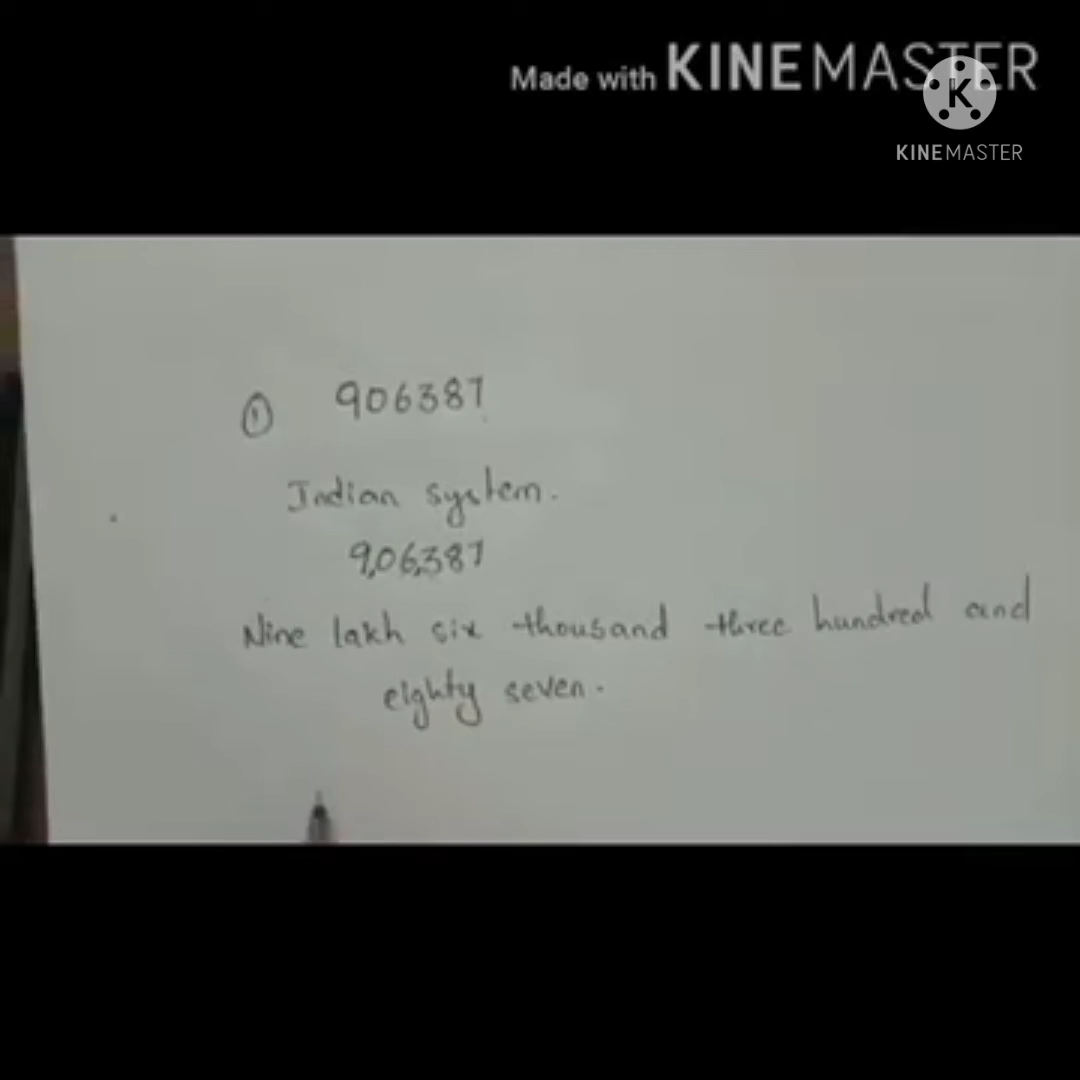 Made with KINEMASTER
K
KINEMASTER
① 906387
Indian system.
9,06,387
Nine lakh six thousand three hundred and
eighty seven.